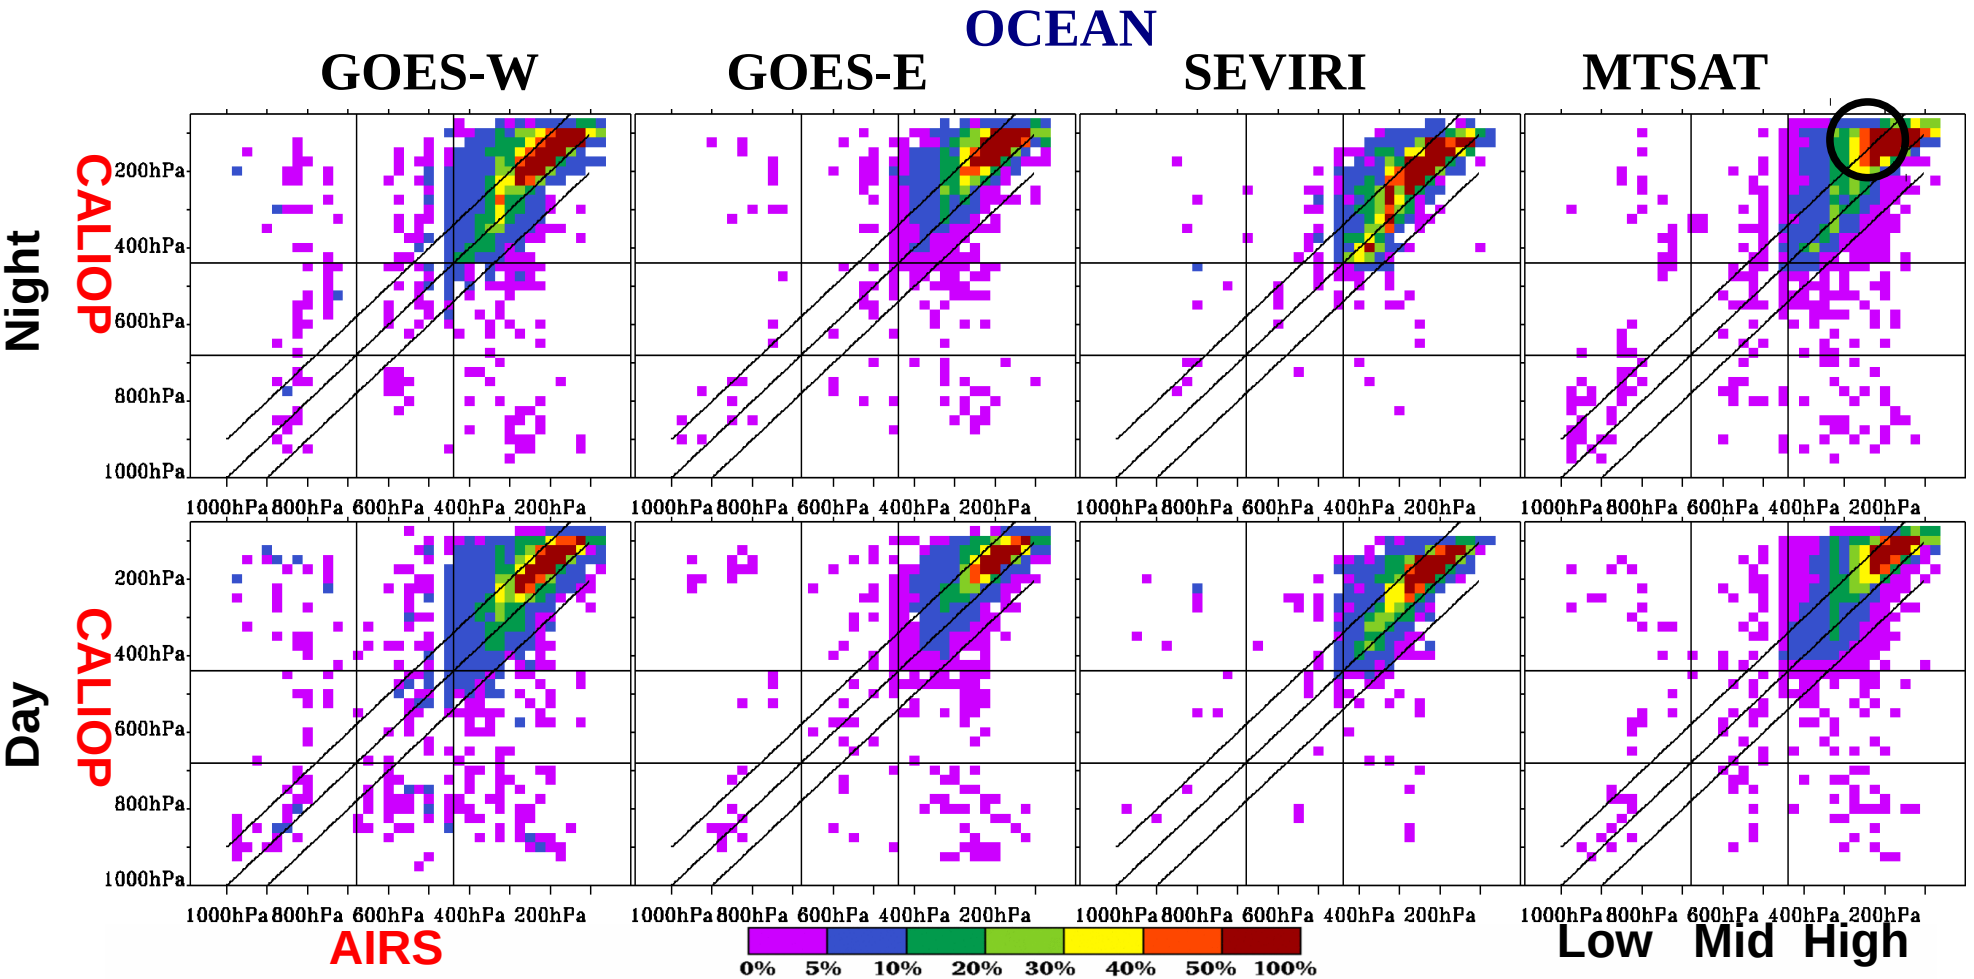 OCEAN
GOES-W GOES-E SEVIRI MTSAT
Night
CALIOP
200hPa
400hPa
600hPa
800hPa
1000hPa
1000hPa 800hPa 600hPa 400hPa 200hPa 1000hPa 800hPa 600hPa 400hPa 200hPa 1000hPa 800hPa 600hPa 400hPa 200hPa 1000hPa 800hPa 600hPa 400hPa 200hPa
Day
CALIOP
200hPa
400hPa
600hPa
800hPa
1000hPa
1000hPa 800hPa 600hPa 400hPa 200hPa 1000hPa 800hPa 600hPa 400hPa 200hPa 1000hPa 800hPa 600hPa 400hPa 200hPa 1000hPa 800hPa 600hPa 400hPa 200hPa
AIRS Low Mid High
0% 5% 10% 20% 30% 40% 50% 100%